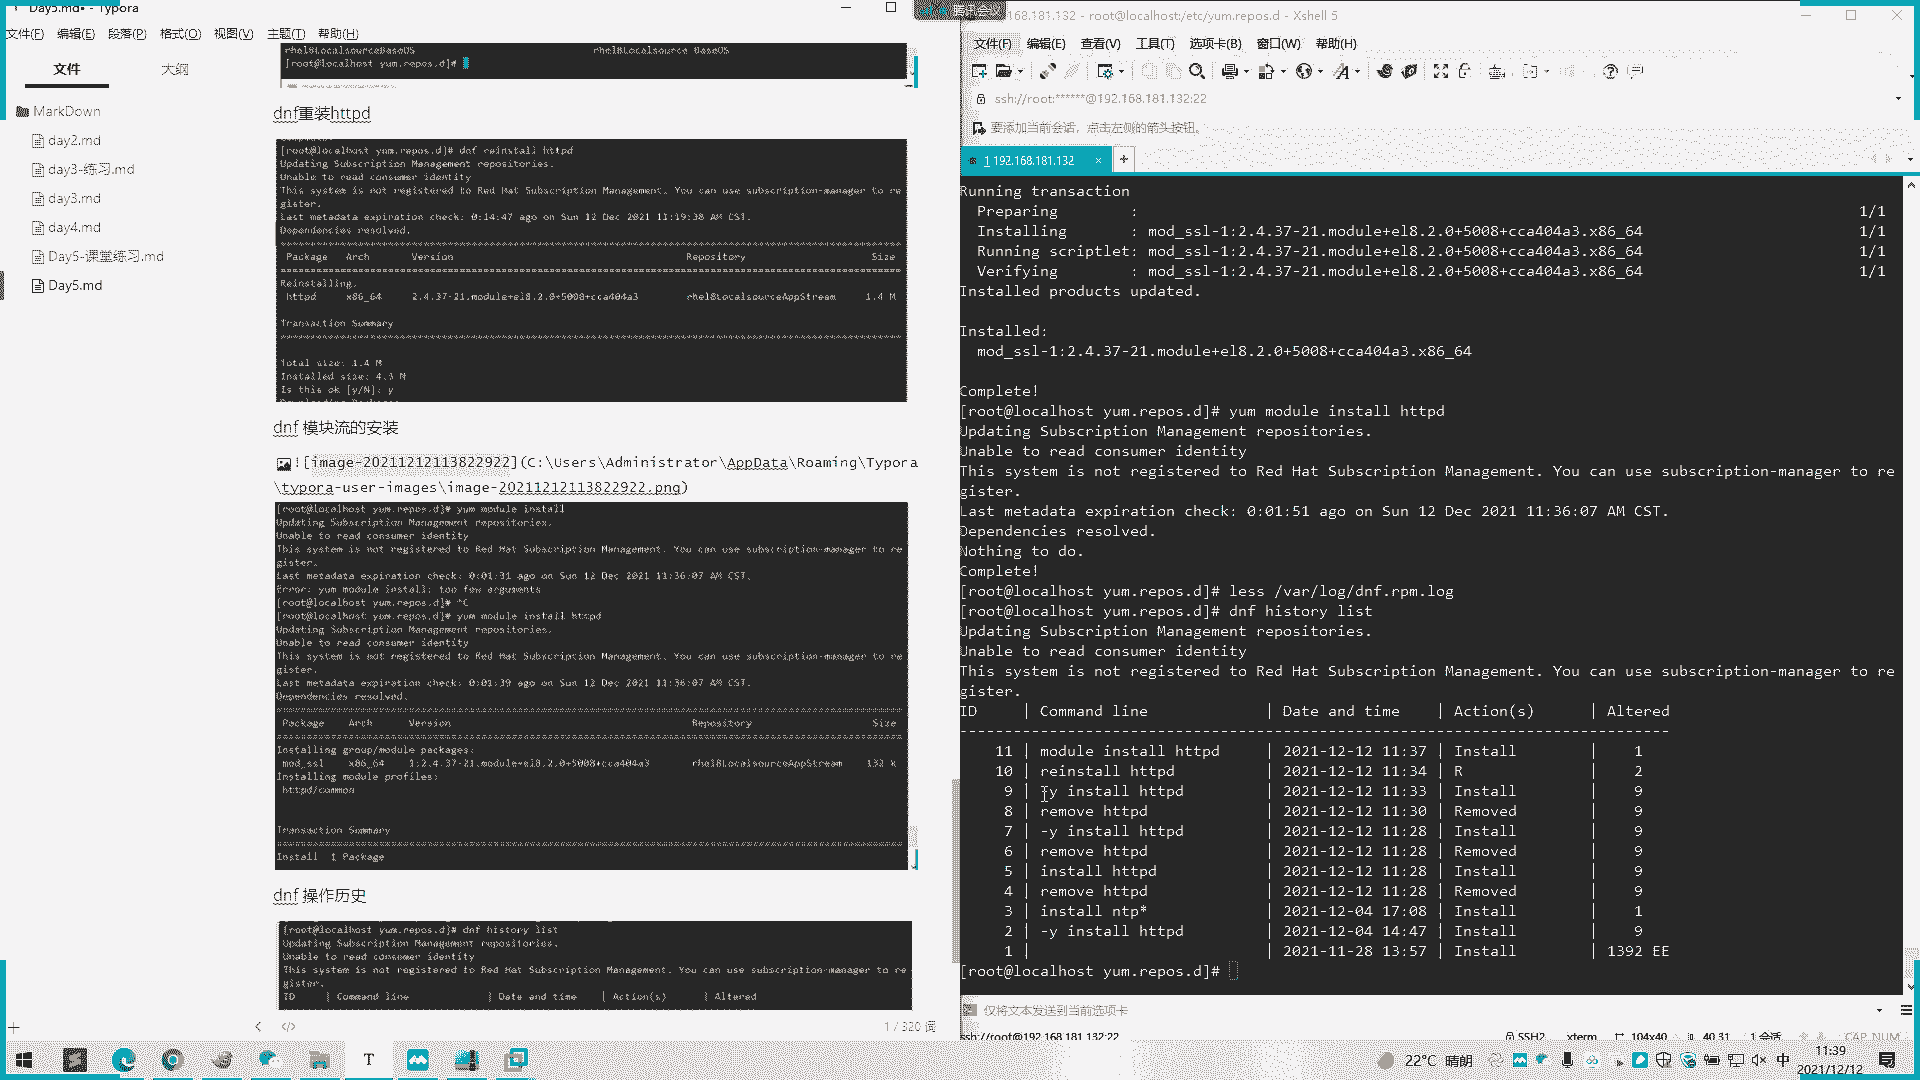 Day5.md• - Typora
文件(F) 编辑(E) 段落(P) 格式(O) 视图(V) 主题(T) 帮助(H)
文件 大纲
MarkDown
day2.md
day3-练习.md
day3.md
day4.md
Day5-课堂练习.md
Day5.md
rhel8LocalsourceBaseOS rhel8Localsource BaseOS
[root@localhost yum.repos.d]#
dnf重装httpd
[root@localhost yum.repos.d]# dnf reinstall httpd
Updating Subscription Management repositories.
Unable to read consumer identity
This system is not registered to Red Hat Subscription Management. You can use subscription-manager to re
gister.
Last metadata expiration check: 0:14:47 ago on Sun 12 Dec 2021 11:19:38 AM CST.
Dependencies resolved.
Package Arch Version Repository Size
Reinstalling:
httpd x86_64 2.4.37-21.module+el8.2.0+5008+cca404a3 rhel8LocalsourceAppStream 1.4 M
Transaction Summary
Total size: 1.4 M
Installed size: 4.3 M
Is this ok [y/N]: y
dnf 模块流的安装
![image-20211212113822922](C:\Users\Administrator\AppData\Roaming\Typora
\typora-user-images\image-20211212113822922.png)
[root@localhost yum.repos.d]# yum module install
Updating Subscription Management repositories.
Unable to read consumer identity
This system is not registered to Red Hat Subscription Management. You can use subscription-manager to re
gister.
Last metadata expiration check: 0:01:31 ago on Sun 12 Dec 2021 11:36:07 AM CST.
Error: yum module install: too few arguments
[root@localhost yum.repos.d]# ^C
[root@localhost yum.repos.d]# yum module install httpd
Updating Subscription Management repositories.
Unable to read consumer identity
This system is not registered to Red Hat Subscription Management. You can use subscription-manager to re
gister.
Last metadata expiration check: 0:01:39 ago on Sun 12 Dec 2021 11:36:07 AM CST.
Dependencies resolved.
Package Arch Version Repository Size
Installing group/module packages:
mod_ssl x86_64 1:2.4.37-21.module+el8.2.0+5008+cca404a3 rhel8LocalsourceAppStream 132 k
Installing module profiles:
httpd/common
Transaction Summary
Install 1 Package
dnf 操作历史
[root@localhost yum.repos.d]# dnf history list
Updating Subscription Management repositories.
Unable to read consumer identity
This system is not registered to Red Hat Subscription Management. You can use subscription-manager to re
gister.
ID | Command line | Date and time | Action(s) | Altered
1 / 320 词
腾讯会议
168.181.132 - root@localhost:/etc/yum.repos.d - Xshell 5
文件(F) 编辑(E) 查看(V) 工具(T) 选项卡(B) 窗口(W) 帮助(H)
ssh://root:******@192.168.181.132:22
要添加当前会话，点击左侧的箭头按钮。
1 192.168.181.132
Running transaction
Preparing : 1/1
Installing : mod_ssl-1:2.4.37-21.module+el8.2.0+5008+cca404a3.x86_64 1/1
Running scriptlet: mod_ssl-1:2.4.37-21.module+el8.2.0+5008+cca404a3.x86_64 1/1
Verifying : mod_ssl-1:2.4.37-21.module+el8.2.0+5008+cca404a3.x86_64 1/1
Installed products updated.
Installed:
mod_ssl-1:2.4.37-21.module+el8.2.0+5008+cca404a3.x86_64
Complete!
[root@localhost yum.repos.d]# yum module install httpd
Updating Subscription Management repositories.
Unable to read consumer identity
This system is not registered to Red Hat Subscription Management. You can use subscription-manager to re
gister.
Last metadata expiration check: 0:01:51 ago on Sun 12 Dec 2021 11:36:07 AM CST.
Dependencies resolved.
Nothing to do.
Complete!
[root@localhost yum.repos.d]# less /var/log/dnf.rpm.log
[root@localhost yum.repos.d]# dnf history list
Updating Subscription Management repositories.
Unable to read consumer identity
This system is not registered to Red Hat Subscription Management. You can use subscription-manager to re
gister.
ID | Command line | Date and time | Action(s) | Altered
-------------------------------------------------------------------------------
11 | module install httpd | 2021-12-12 11:37 | Install | 1
10 | reinstall httpd | 2021-12-12 11:34 | R | 2
9 | -y install httpd | 2021-12-12 11:33 | Install | 9
8 | remove httpd | 2021-12-12 11:30 | Removed | 9
7 | -y install httpd | 2021-12-12 11:28 | Install | 9
6 | remove httpd | 2021-12-12 11:28 | Removed | 9
5 | install httpd | 2021-12-12 11:28 | Install | 9
4 | remove httpd | 2021-12-12 11:28 | Removed | 9
3 | install ntp* | 2021-12-04 17:08 | Install | 1
2 | -y install httpd | 2021-12-04 14:47 | Install | 9
1 | | 2021-11-28 13:57 | Install | 1392 EE
[root@localhost yum.repos.d]#
仅将文本发送到当前选项卡
ssh://root@192.168.181.132:22 SSH2 xterm 104x40 40,31 1 会话 CAP NUM
22°C 晴朗 中 11:39
2021/12/12